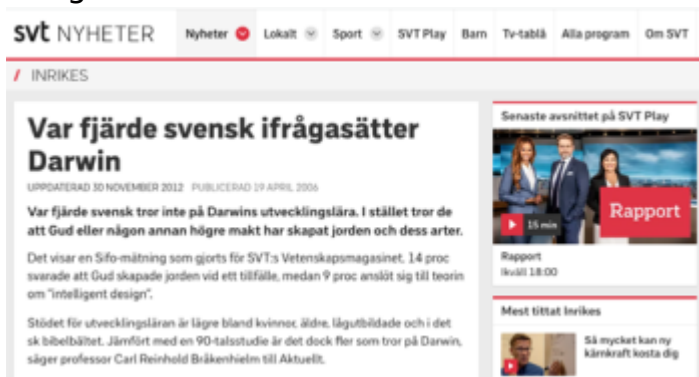 svt NYHETER
Nyheter Lokalt Sport SVT Play Barn Tv-tablå Alla program Om SVT
/ INRIKES
Var fjärde svensk ifrågasätter
Darwin
UPPDATERAD 30 NOVEMBER 2012 PUBLICERAD 19 APRIL 2006
Var fjärde svensk tror inte på Darwins utvecklingslära. I stället tror de
att Gud eller någon annan högre makt har skapat jorden och dess arter.
Det visar en Sifo-mätning som gjorts för SVT:s Vetenskapsmagasinet. 14 proc
svarade att Gud skapade jorden vid ett tillfälle, medan 9 proc anslöt sig till teorin
om "intelligent design".
Stödet för utvecklingsläran är lägre bland kvinnor, äldre, lågutbildade och i det
sk bibelbältet. Jämfört med en 90-talsstudie är det dock fler som tror på Darwin,
säger professor Carl Reinhold Bråkenhielm till Aktuellt.
Senaste avsnittet på SVT Play
15 min
Rapport
Rapport
Ikväll 18:00
Mest tittat Inrikes
Så mycket kan ny
kärnkraft kosta dig